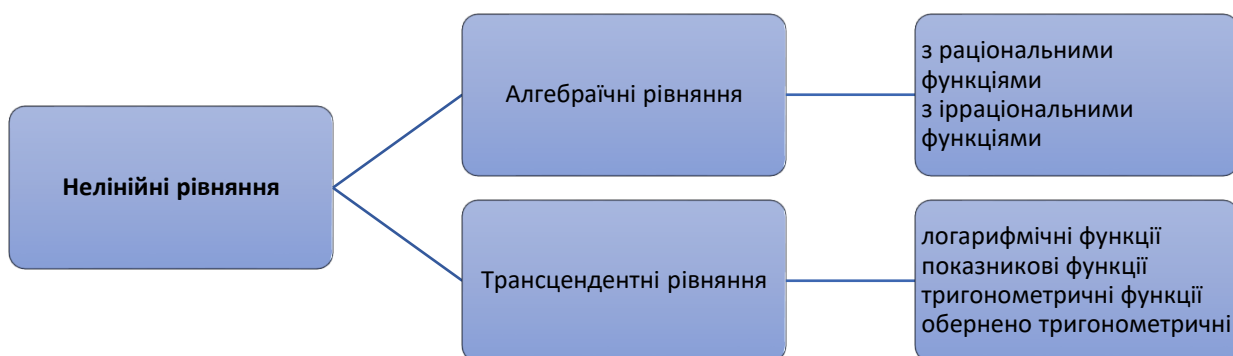 Нелінійні рівняння
Алгебраїчні рівняння
з раціональними
функціями
з ірраціональними
функціями
Трансцендентні рівняння
логарифмічні функції
показникові функції
тригонометричні функції
обернено тригонометричні